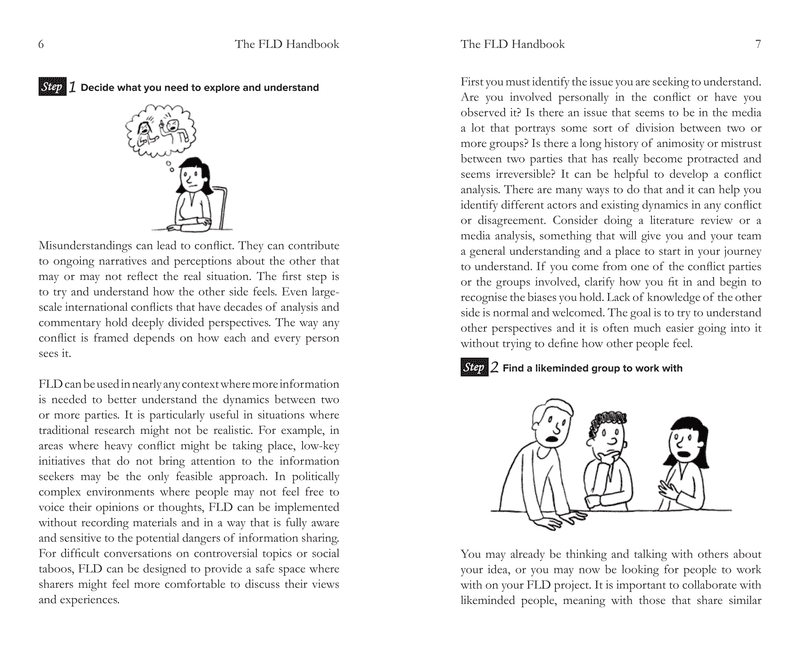 6
The FLD Handbook
Step 1 Decide what you need to explore and understand
Misunderstandings can lead to conflict. They can contribute
to ongoing narratives and perceptions about the other that
may or may not reflect the real situation. The first step is
to try and understand how the other side feels. Even large-
scale international conflicts that have decades of analysis and
commentary hold deeply divided perspectives. The way any
conflict is framed depends on how each and every person
sees it.
FLD can be used in nearly any context where more information
is needed to better understand the dynamics between two
or more parties. It is particularly useful in situations where
traditional research might not be realistic. For example, in
areas where heavy conflict might be taking place, low-key
initiatives that do not bring attention to the information
seekers may be the only feasible approach. In politically
complex environments where people may not feel free to
voice their opinions or thoughts, FLD can be implemented
without recording materials and in a way that is fully aware
and sensitive to the potential dangers of information sharing.
For difficult conversations on controversial topics or social
taboos, FLD can be designed to provide a safe space where
sharers might feel more comfortable to discuss their views
and experiences.
The FLD Handbook
7
First you must identify the issue you are seeking to understand.
Are you involved personally in the conflict or have you
observed it? Is there an issue that seems to be in the media
a lot that portrays some sort of division between two or
more groups? Is there a long history of animosity or mistrust
between two parties that has really become protracted and
seems irreversible? It can be helpful to develop a conflict
analysis. There are many ways to do that and it can help you
identify different actors and existing dynamics in any conflict
or disagreement. Consider doing a literature review or a
media analysis, something that will give you and your team
a general understanding and a place to start in your journey
to understand. If you come from one of the conflict parties
or the groups involved, clarify how you fit in and begin to
recognise the biases you hold. Lack of knowledge of the other
side is normal and welcomed. The goal is to try to understand
other perspectives and it is often much easier going into it
without trying to define how other people feel.
Step 2 Find a likeminded group to work with
You may already be thinking and talking with others about
your idea, or you may now be looking for people to work
with on your FLD project. It is important to collaborate with
likeminded people, meaning with those that share similar